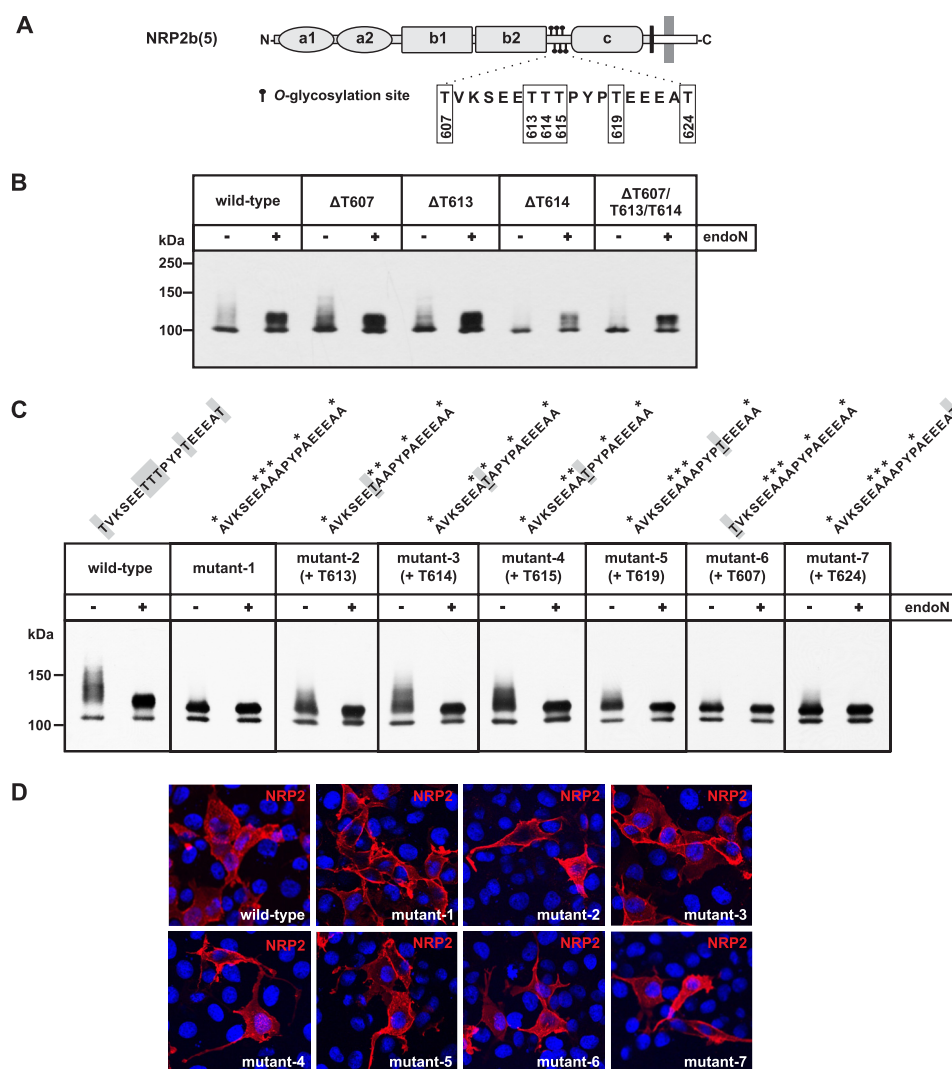 A
NRP2b(5)
N- a1 a2 b1 b2 c -C
O-glycosylation site
T V K S E E T T T P Y P T E E E A T
607 613 614 615 619 624
B
wild-type ΔT607 ΔT613 ΔT614 ΔT607/
T613/T614
- + - + - + - + - + endoN
kDa
250
150
100
C
TVKSEETTTPYPTEEEAT
* AVKSEEAAAPYPAEEEAA * * * * *
* AVKSEETAAPYPAEEEAA * * * *
* AVKSEEATAPYPAEEEAA * * * *
* AVKSEEAATPYPAEEEAA * * * *
* AVKSEEAAAPYPTEEEAA * * * *
TVKSEEAAAPYPAEEEAA * * * * *
* AVKSEEAAAPYPAEEEAT * * * *
wild-type mutant-1 mutant-2 mutant-3 mutant-4 mutant-5 mutant-6 mutant-7
(+ T613) (+ T614) (+ T615) (+ T619) (+ T607) (+ T624)
- + - + - + - + - + - + - + - + endoN
kDa
150
100
D
NRP2 NRP2 NRP2 NRP2
wild-type mutant-1 mutant-2 mutant-3
NRP2 NRP2 NRP2 NRP2
mutant-4 mutant-5 mutant-6 mutant-7